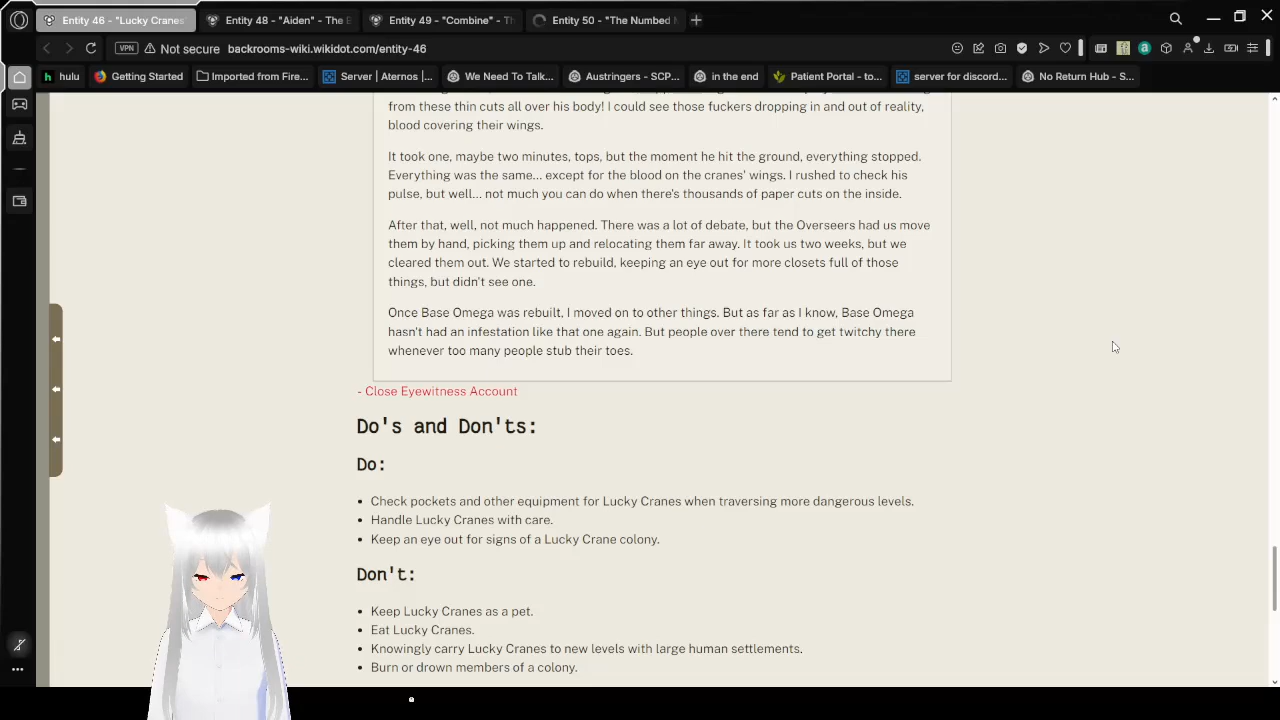 Entity 46 - "Lucky Cranes"
Entity 48 - "Aiden" - The B
Entity 49 - "Combine" - Th
Entity 50 - "The Numbed M
VPN
Not secure
backrooms-wiki.wikidot.com/entity-46
hulu
Getting Started
Imported from Fire...
Server | Aternos |...
We Need To Talk...
Austringers - SCP...
in the end
Patient Portal - to...
server for discord...
No Return Hub - S...
from these thin cuts all over his body! I could see those fuckers dropping in and out of reality,
blood covering their wings.
It took one, maybe two minutes, tops, but the moment he hit the ground, everything stopped.
Everything was the same... except for the blood on the cranes' wings. I rushed to check his
pulse, but well... not much you can do when there's thousands of paper cuts on the inside.
After that, well, not much happened. There was a lot of debate, but the Overseers had us move
them by hand, picking them up and relocating them far away. It took us two weeks, but we
cleared them out. We started to rebuild, keeping an eye out for more closets full of those
things, but didn't see one.
Once Base Omega was rebuilt, I moved on to other things. But as far as I know, Base Omega
hasn't had an infestation like that one again. But people over there tend to get twitchy there
whenever too many people stub their toes.
- Close Eyewitness Account
Do's and Don'ts:
Do:
• Check pockets and other equipment for Lucky Cranes when traversing more dangerous levels.
• Handle Lucky Cranes with care.
• Keep an eye out for signs of a Lucky Crane colony.
Don't:
• Keep Lucky Cranes as a pet.
• Eat Lucky Cranes.
• Knowingly carry Lucky Cranes to new levels with large human settlements.
• Burn or drown members of a colony.